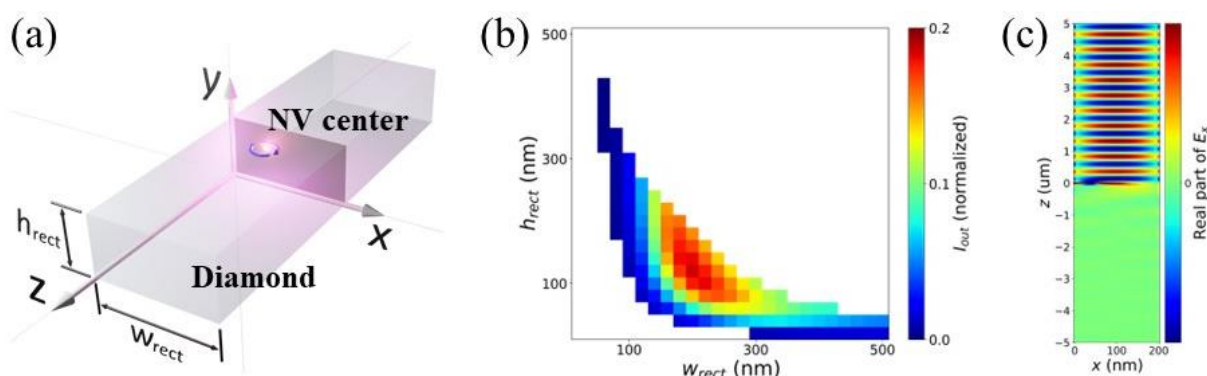 (a)
y
NV center
x
h_rect
Diamond
z
w_rect
(b)
500
300
100
h_rect (nm)
100
300
500
w_rect (nm)
0.2
0.1
0.0
I_out (normalized)
(c)
5
4
3
2
1
0
−1
−2
−3
−4
−5
z (um)
0
100
200
x (nm)
0
Real part of E_x